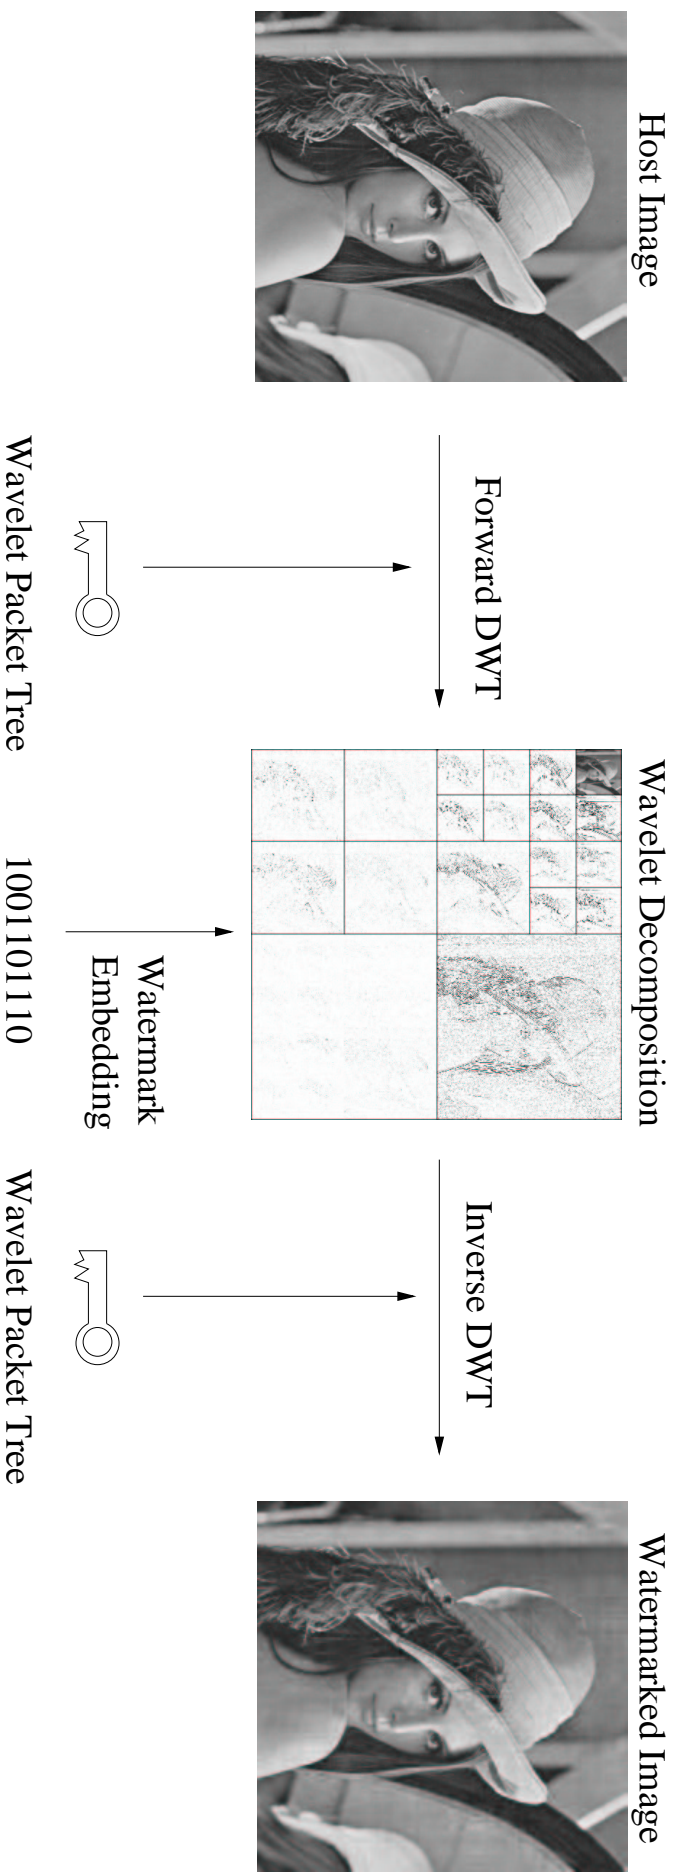 Host Image
Forward DWT
Wavelet Packet Tree
Wavelet Decomposition
Watermark
Embedding
1001101110
Inverse DWT
Wavelet Packet Tree
Watermarked Image